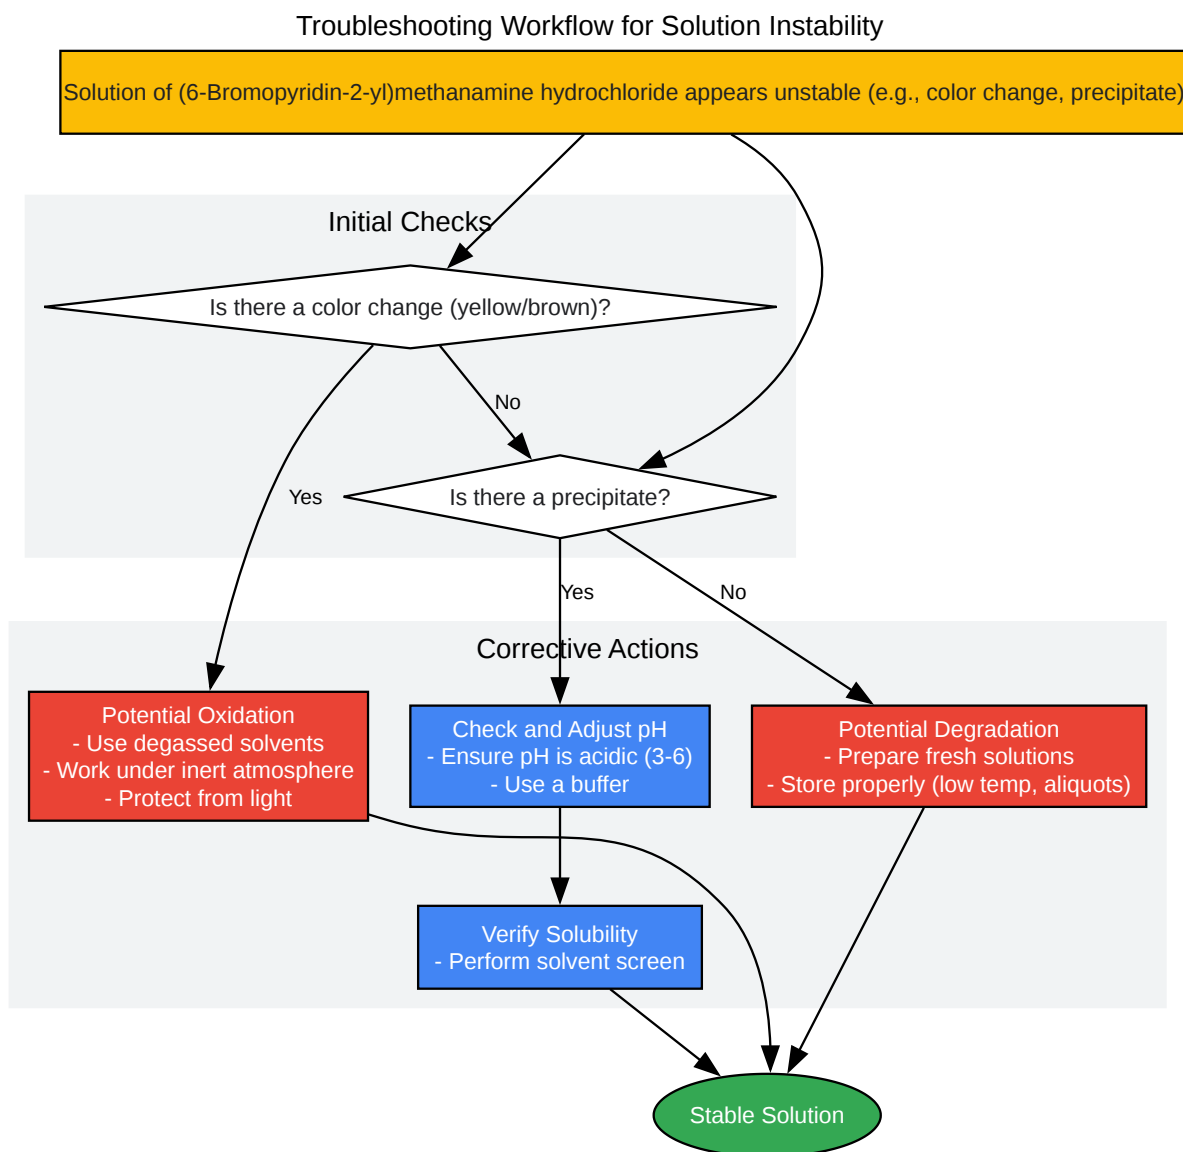 Troubleshooting Workflow for Solution Instability
Solution of (6-Bromopyridin-2-yl)methanamine hydrochloride appears unstable (e.g., color change, precipitate)
Initial Checks
Is there a color change (yellow/brown)?
No
Yes
Is there a precipitate?
Yes
No
Corrective Actions
Potential Oxidation
- Use degassed solvents
- Work under inert atmosphere
- Protect from light
Check and Adjust pH
- Ensure pH is acidic (3-6)
- Use a buffer
Potential Degradation
- Prepare fresh solutions
- Store properly (low temp, aliquots)
Verify Solubility
- Perform solvent screen
Stable Solution